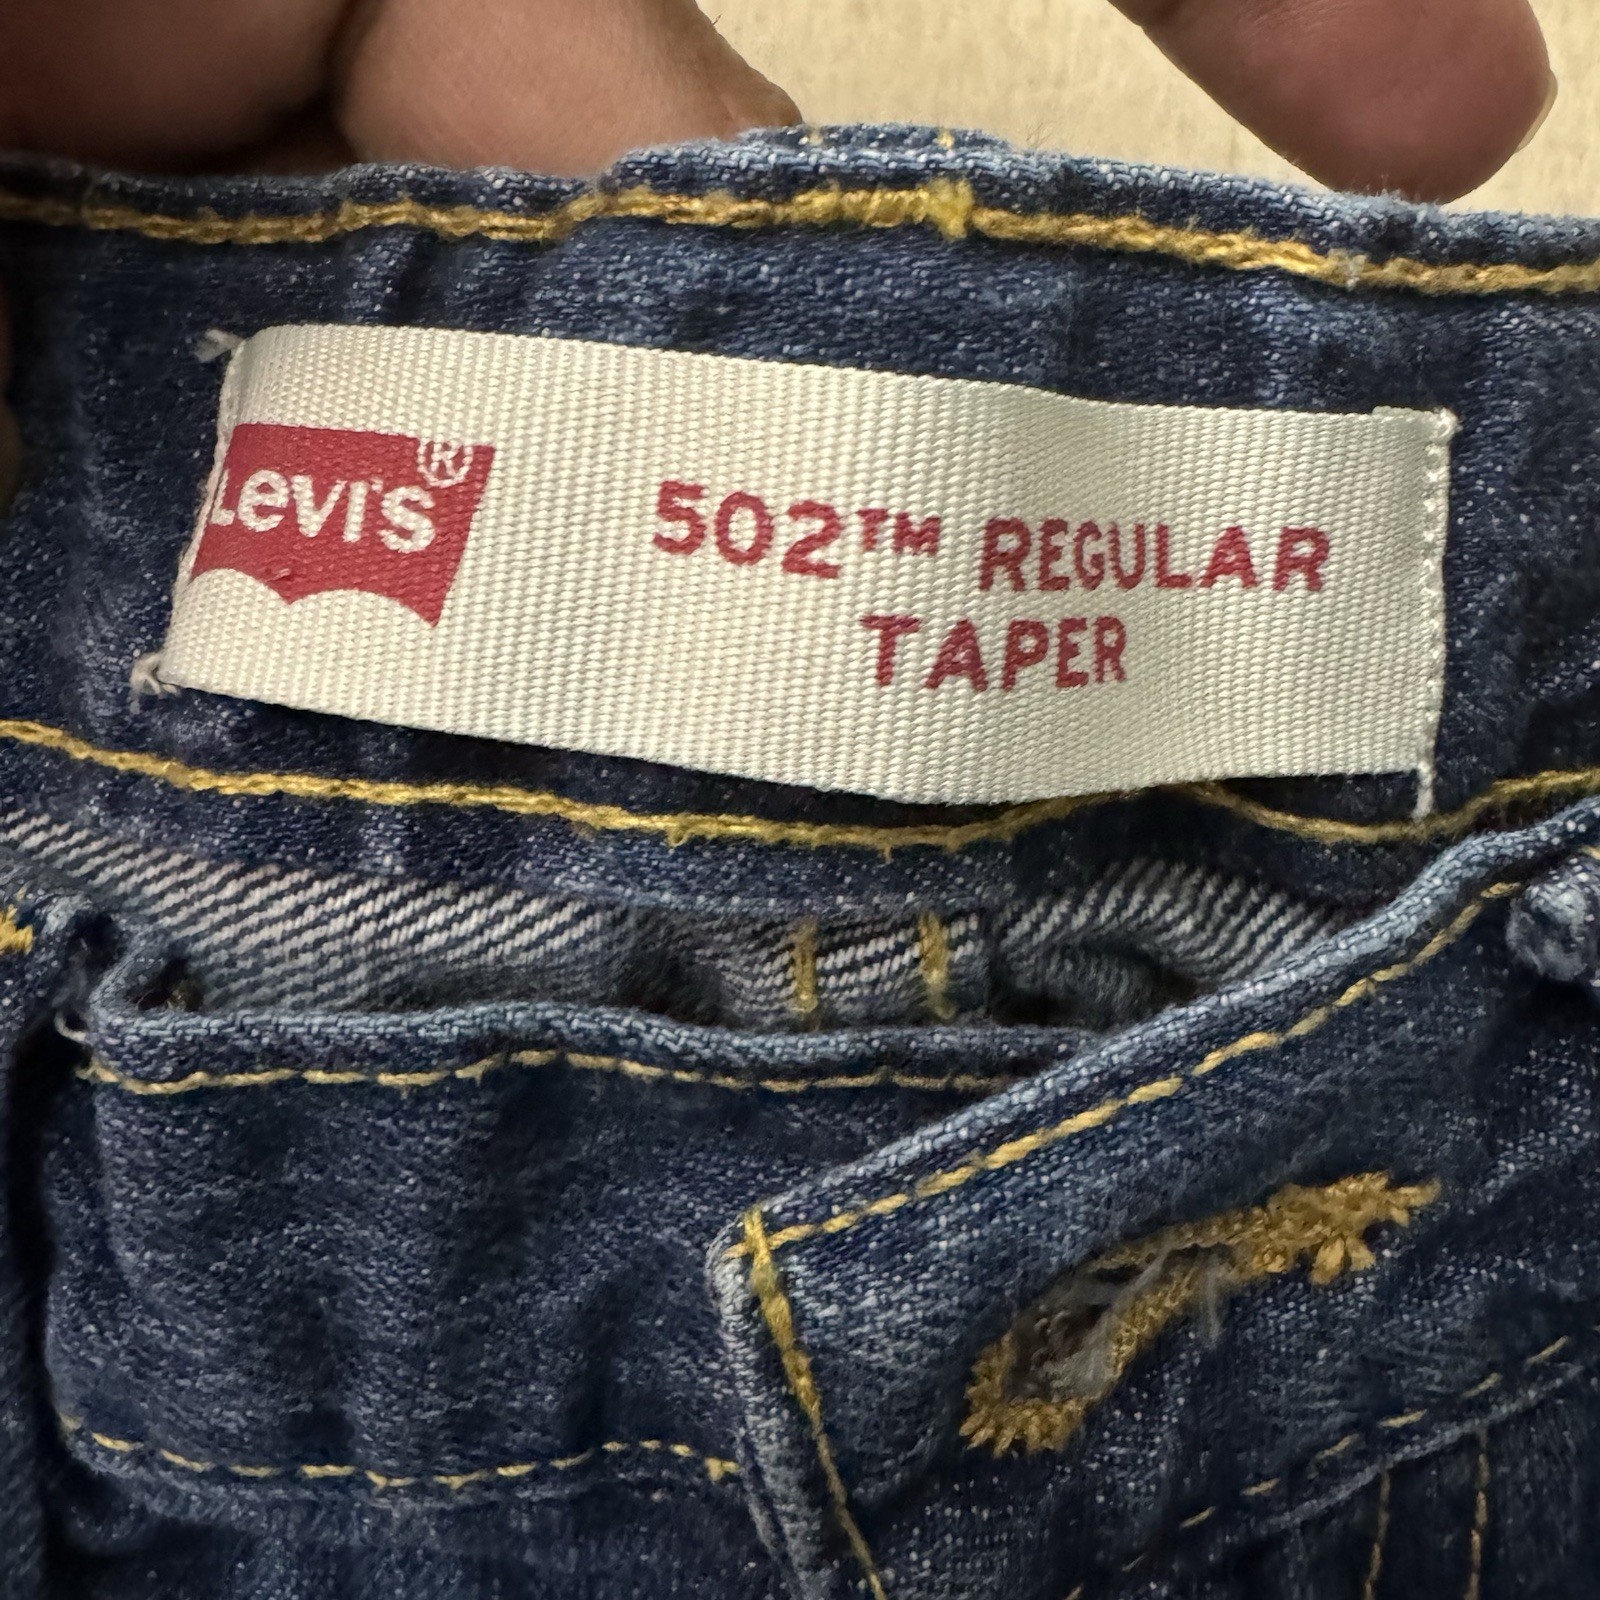 Levi's®
502™ REGULAR
TAPER